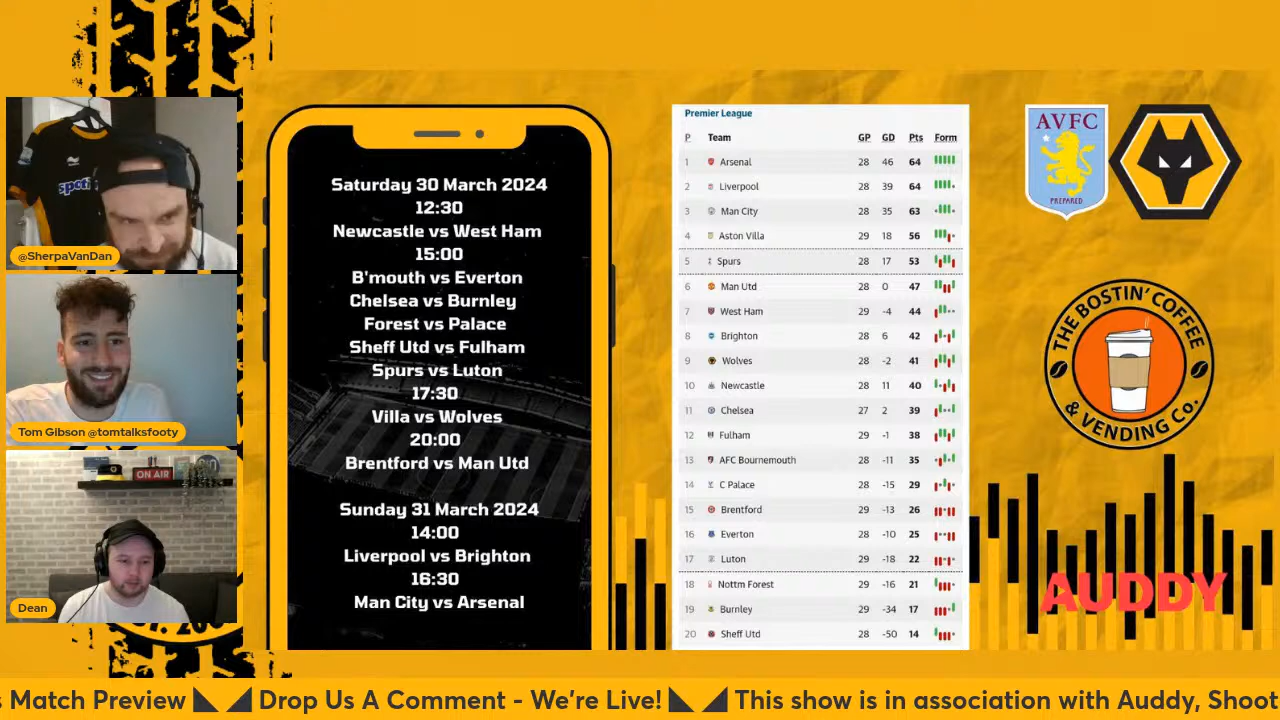 spoti
@SherpaVanDan
Tom Gibson @tomtalksfooty
ON AIR
Dean
Saturday 30 March 2024
12:30
Newcastle vs West Ham
15:00
B'mouth vs Everton
Chelsea vs Burnley
Forest vs Palace
Sheff Utd vs Fulham
Spurs vs Luton
17:30
Villa vs Wolves
20:00
Brentford vs Man Utd
Sunday 31 March 2024
14:00
Liverpool vs Brighton
16:30
Man City vs Arsenal
Premier League
P Team GP GD Pts Form
1 Arsenal 28 46 64
2 Liverpool 28 39 64
3 Man City 28 35 63
4 Aston Villa 29 18 56
5 Spurs 28 17 53
6 Man Utd 28 0 47
7 West Ham 29 -4 44
8 Brighton 28 6 42
9 Wolves 28 -2 41
10 Newcastle 28 11 40
11 Chelsea 27 2 39
12 Fulham 29 -1 38
13 AFC Bournemouth 28 -11 35
14 C Palace 28 -15 29
15 Brentford 29 -13 26
16 Everton 28 -10 25
17 Luton 29 -18 22
18 Nottm Forest 29 -16 21
19 Burnley 29 -34 17
20 Sheff Utd 28 -50 14
AVFC
PREPARED
THE BOSTIN' COFFEE
& VENDING Co.
AUDDY
s Match Preview Drop Us A Comment - We're Live! This show is in association with Auddy, Shoot